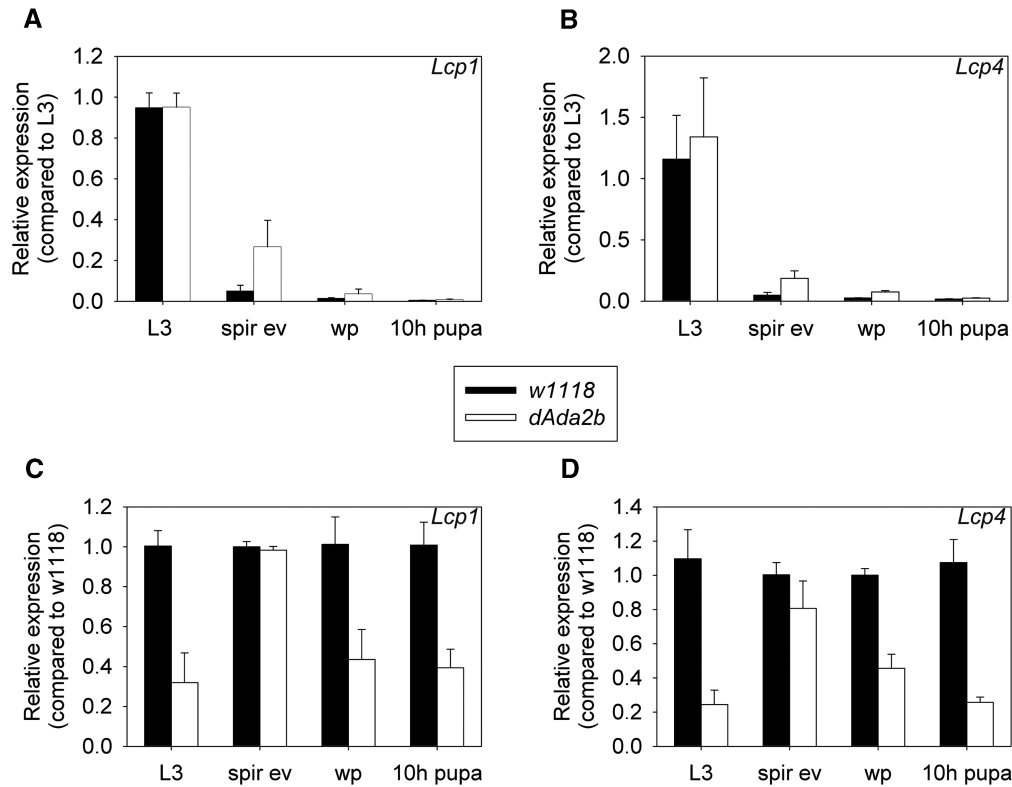 A
Lcp1
Relative expression
(compared to L3)
1.2
1.0
0.8
0.6
0.4
0.2
0.0
L3 spir ev wp 10h pupa
B
Lcp4
Relative expression
(compared to L3)
2.0
1.5
1.0
0.5
0.0
L3 spir ev wp 10h pupa
w1118
dAda2b
C
Lcp1
Relative expression
(compared to w1118)
1.2
1.0
0.8
0.6
0.4
0.2
0.0
L3 spir ev wp 10h pupa
D
Lcp4
Relative expression
(compared to w1118)
1.4
1.2
1.0
0.8
0.6
0.4
0.2
0.0
L3 spir ev wp 10h pupa